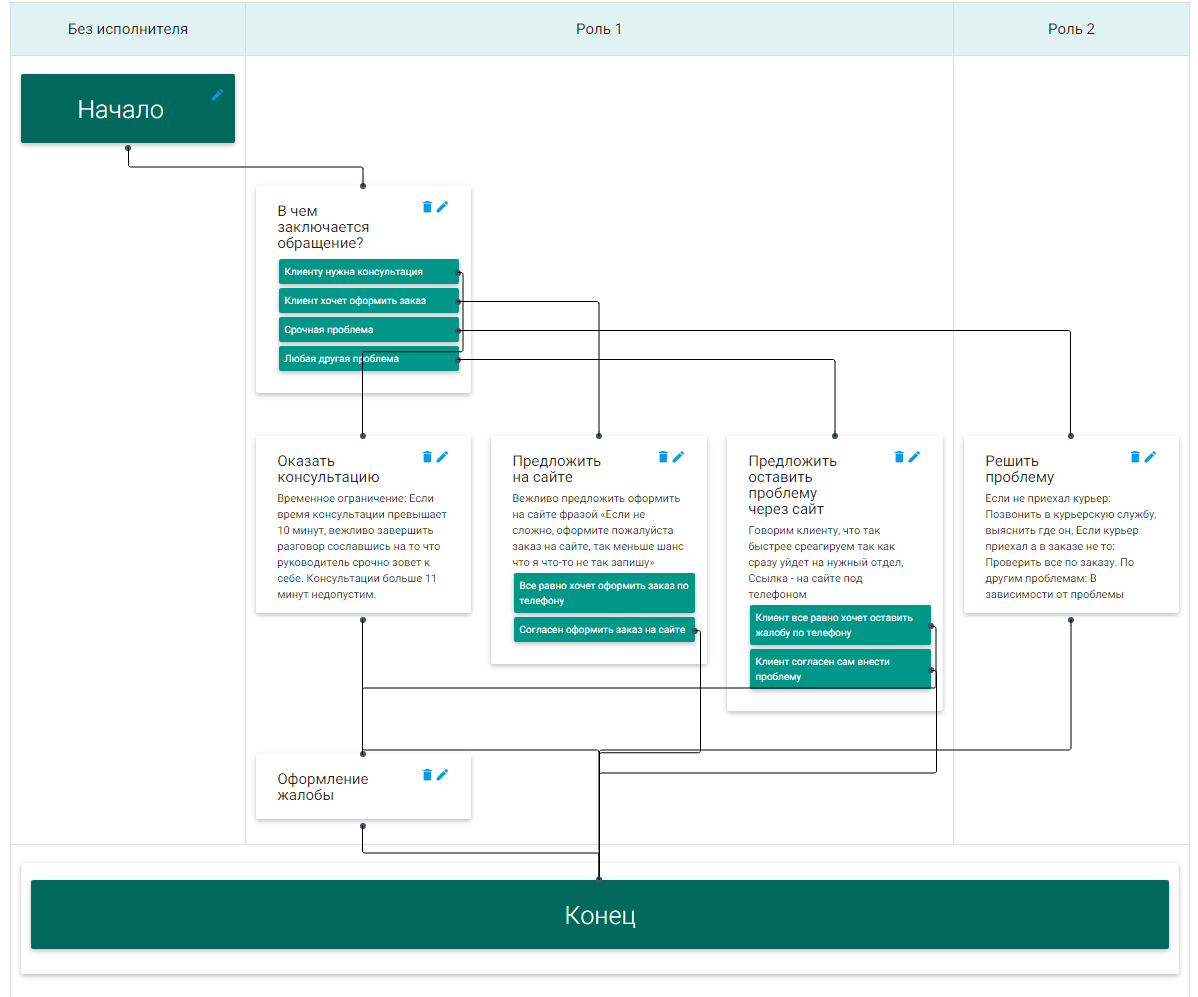 Без исполнителя
Роль 1
Роль 2
Начало
В чем
заключается
обращение?
Клиенту нужна консультация
Клиент хочет оформить заказ
Срочная проблема
Любая другая проблема
Оказать
консультацию
Временное ограничение: Если
время консультации превышает
10 минут, вежливо завершить
разговор сославшись на то что
руководитель срочно зовет к
себе. Консультации больше 11
минут недопустим.
Предложить
на сайте
Вежливо предложить оформить
на сайте фразой «Если не
сложно, оформите пожалуйста
заказ на сайте, так меньше шанс
что я что-то не так запишу»
Все равно хочет оформить заказ по
телефону
Согласен оформить заказ на сайте
Предложить
оставить
проблему
через сайт
Говорим клиенту, что так
быстрее среагируем так как
сразу уйдет на нужный отдел,
Ссылка - на сайте под
телефоном
Клиент все равно хочет оставить
жалобу по телефону
Клиент согласен сам внести
проблему
Решить
проблему
Если не приехал курьер:
Позвонить в курьерскую службу,
выяснить где он, Если курьер
приехал а в заказе не то:
Проверить все по заказу. По
другим проблемам: В
зависимости от проблемы
Оформление
жалобы
Конец